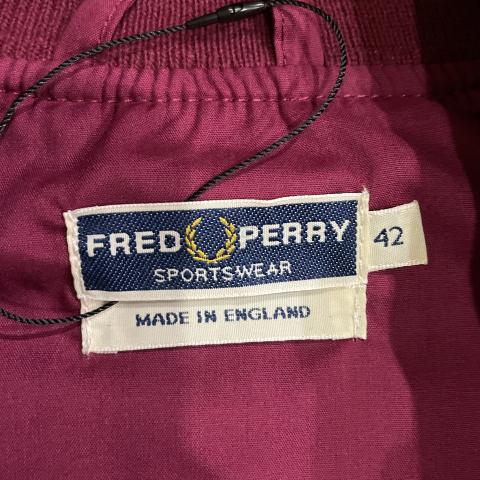 FRED PERRY
SPORTSWEAR
42
MADE IN ENGLAND